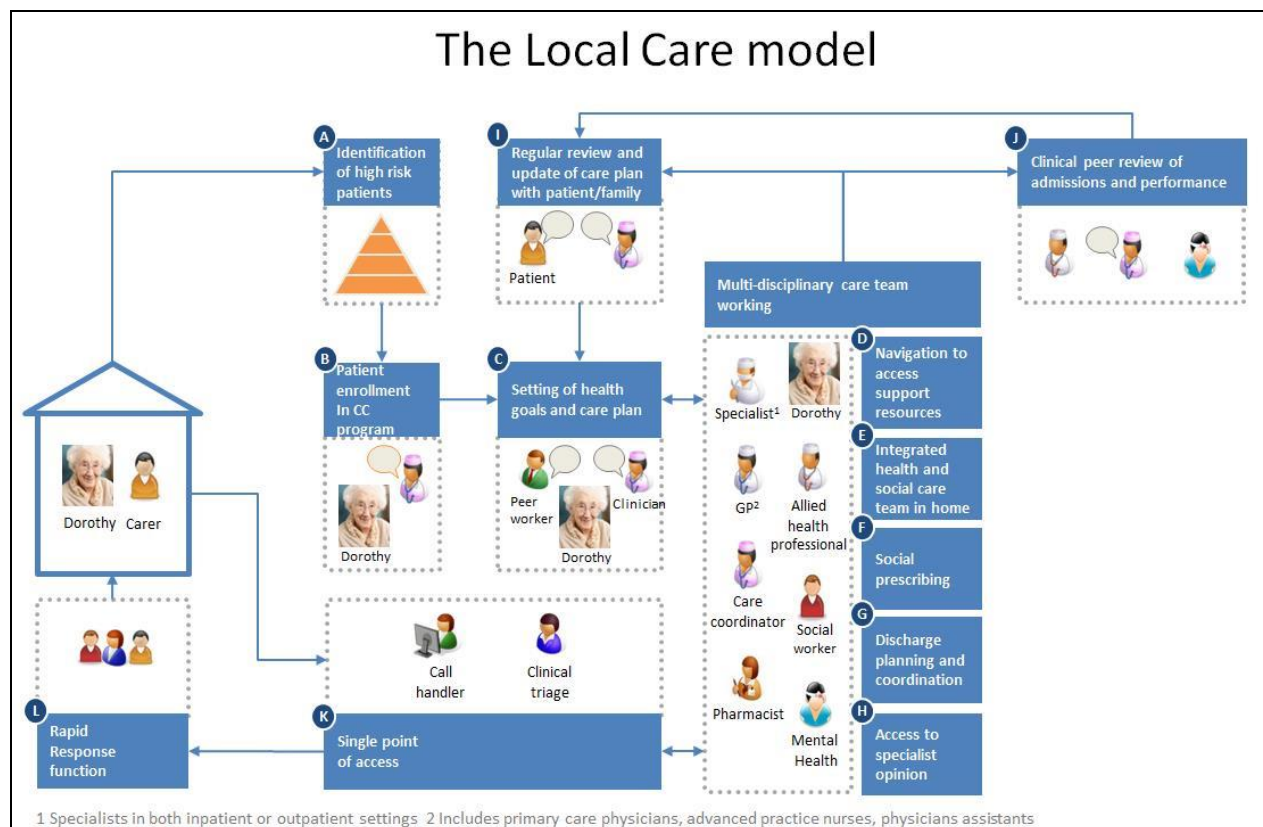 The Local Care model
A
Identification
of high risk
patients
I
Regular review and
update of care plan
with patient/family
Patient
J
Clinical peer review of
admissions and performance
Multi-disciplinary care team
working
B
Patient
enrollment
In CC
program
Dorothy
C
Setting of health
goals and care plan
Peer
worker
Clinician
Dorothy
Specialist1
Dorothy
GP2
Allied
health
professional
Care
coordinator
Social
worker
Pharmacist
Mental
Health
D
Navigation to
access
support
resources
E
Integrated
health and
social care
team in home
F
Social
prescribing
G
Discharge
planning and
coordination
H
Access to
specialist
opinion
Dorothy
Carer
Call
handler
Clinical
triage
L
Rapid
Response
function
K
Single point
of access
1 Specialists in both inpatient or outpatient settings 2 Includes primary care physicians, advanced practice nurses, physicians assistants